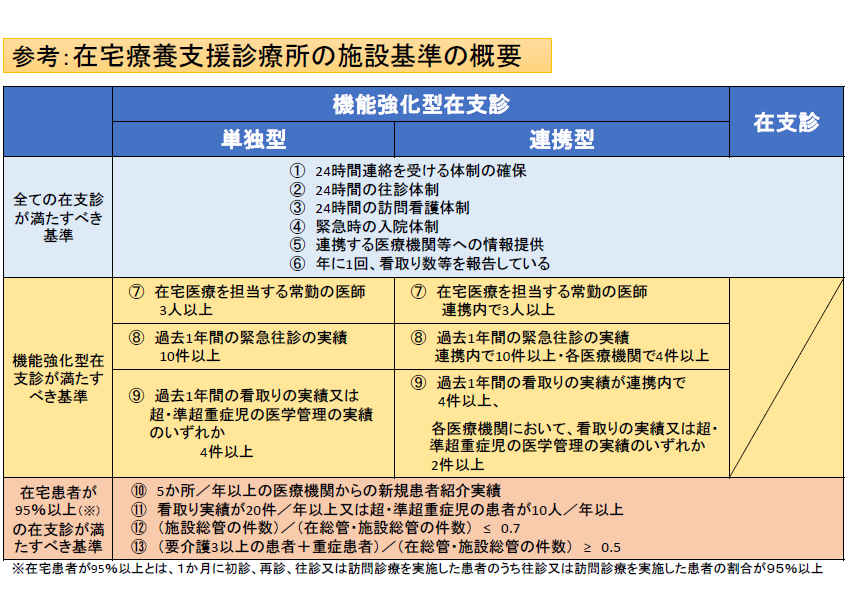 参考：在宅療養支援診療所の施設基準の概要
機能強化型在支診
在支診
単独型
連携型
全ての在支診
が満たすべき
基準
① 24時間連絡を受ける体制の確保
② 24時間の往診体制
③ 24時間の訪問看護体制
④ 緊急時の入院体制
⑤ 連携する医療機関等への情報提供
⑥ 年に1回、看取り数等を報告している
機能強化型在
支診が満たす
べき基準
⑦ 在宅医療を担当する常勤の医師
3人以上
⑦ 在宅医療を担当する常勤の医師
連携内で3人以上
⑧ 過去1年間の緊急往診の実績
10件以上
⑧ 過去1年間の緊急往診の実績
連携内で10件以上・各医療機関で4件以上
⑨ 過去1年間の看取りの実績又は
超・準超重症児の医学管理の実績
のいずれか
4件以上
⑨ 過去1年間の看取りの実績が連携内で
4件以上、
各医療機関において、看取りの実績又は超・
準超重症児の医学管理の実績のいずれか
2件以上
在宅患者が
95％以上（※）
の在支診が満
たすべき基準
⑩ 5か所／年以上の医療機関からの新規患者紹介実績
⑪ 看取り実績が20件／年以上又は超・準超重症児の患者が10人／年以上
⑫ （施設総管の件数）／（在総管・施設総管の件数） ≤ 0.7
⑬ （要介護3以上の患者＋重症患者）／（在総管・施設総管の件数） ≥ 0.5
※在宅患者が95％以上とは、1か月に初診、再診、往診又は訪問診療を実施した患者のうち往診又は訪問診療を実施した患者の割合が95％以上